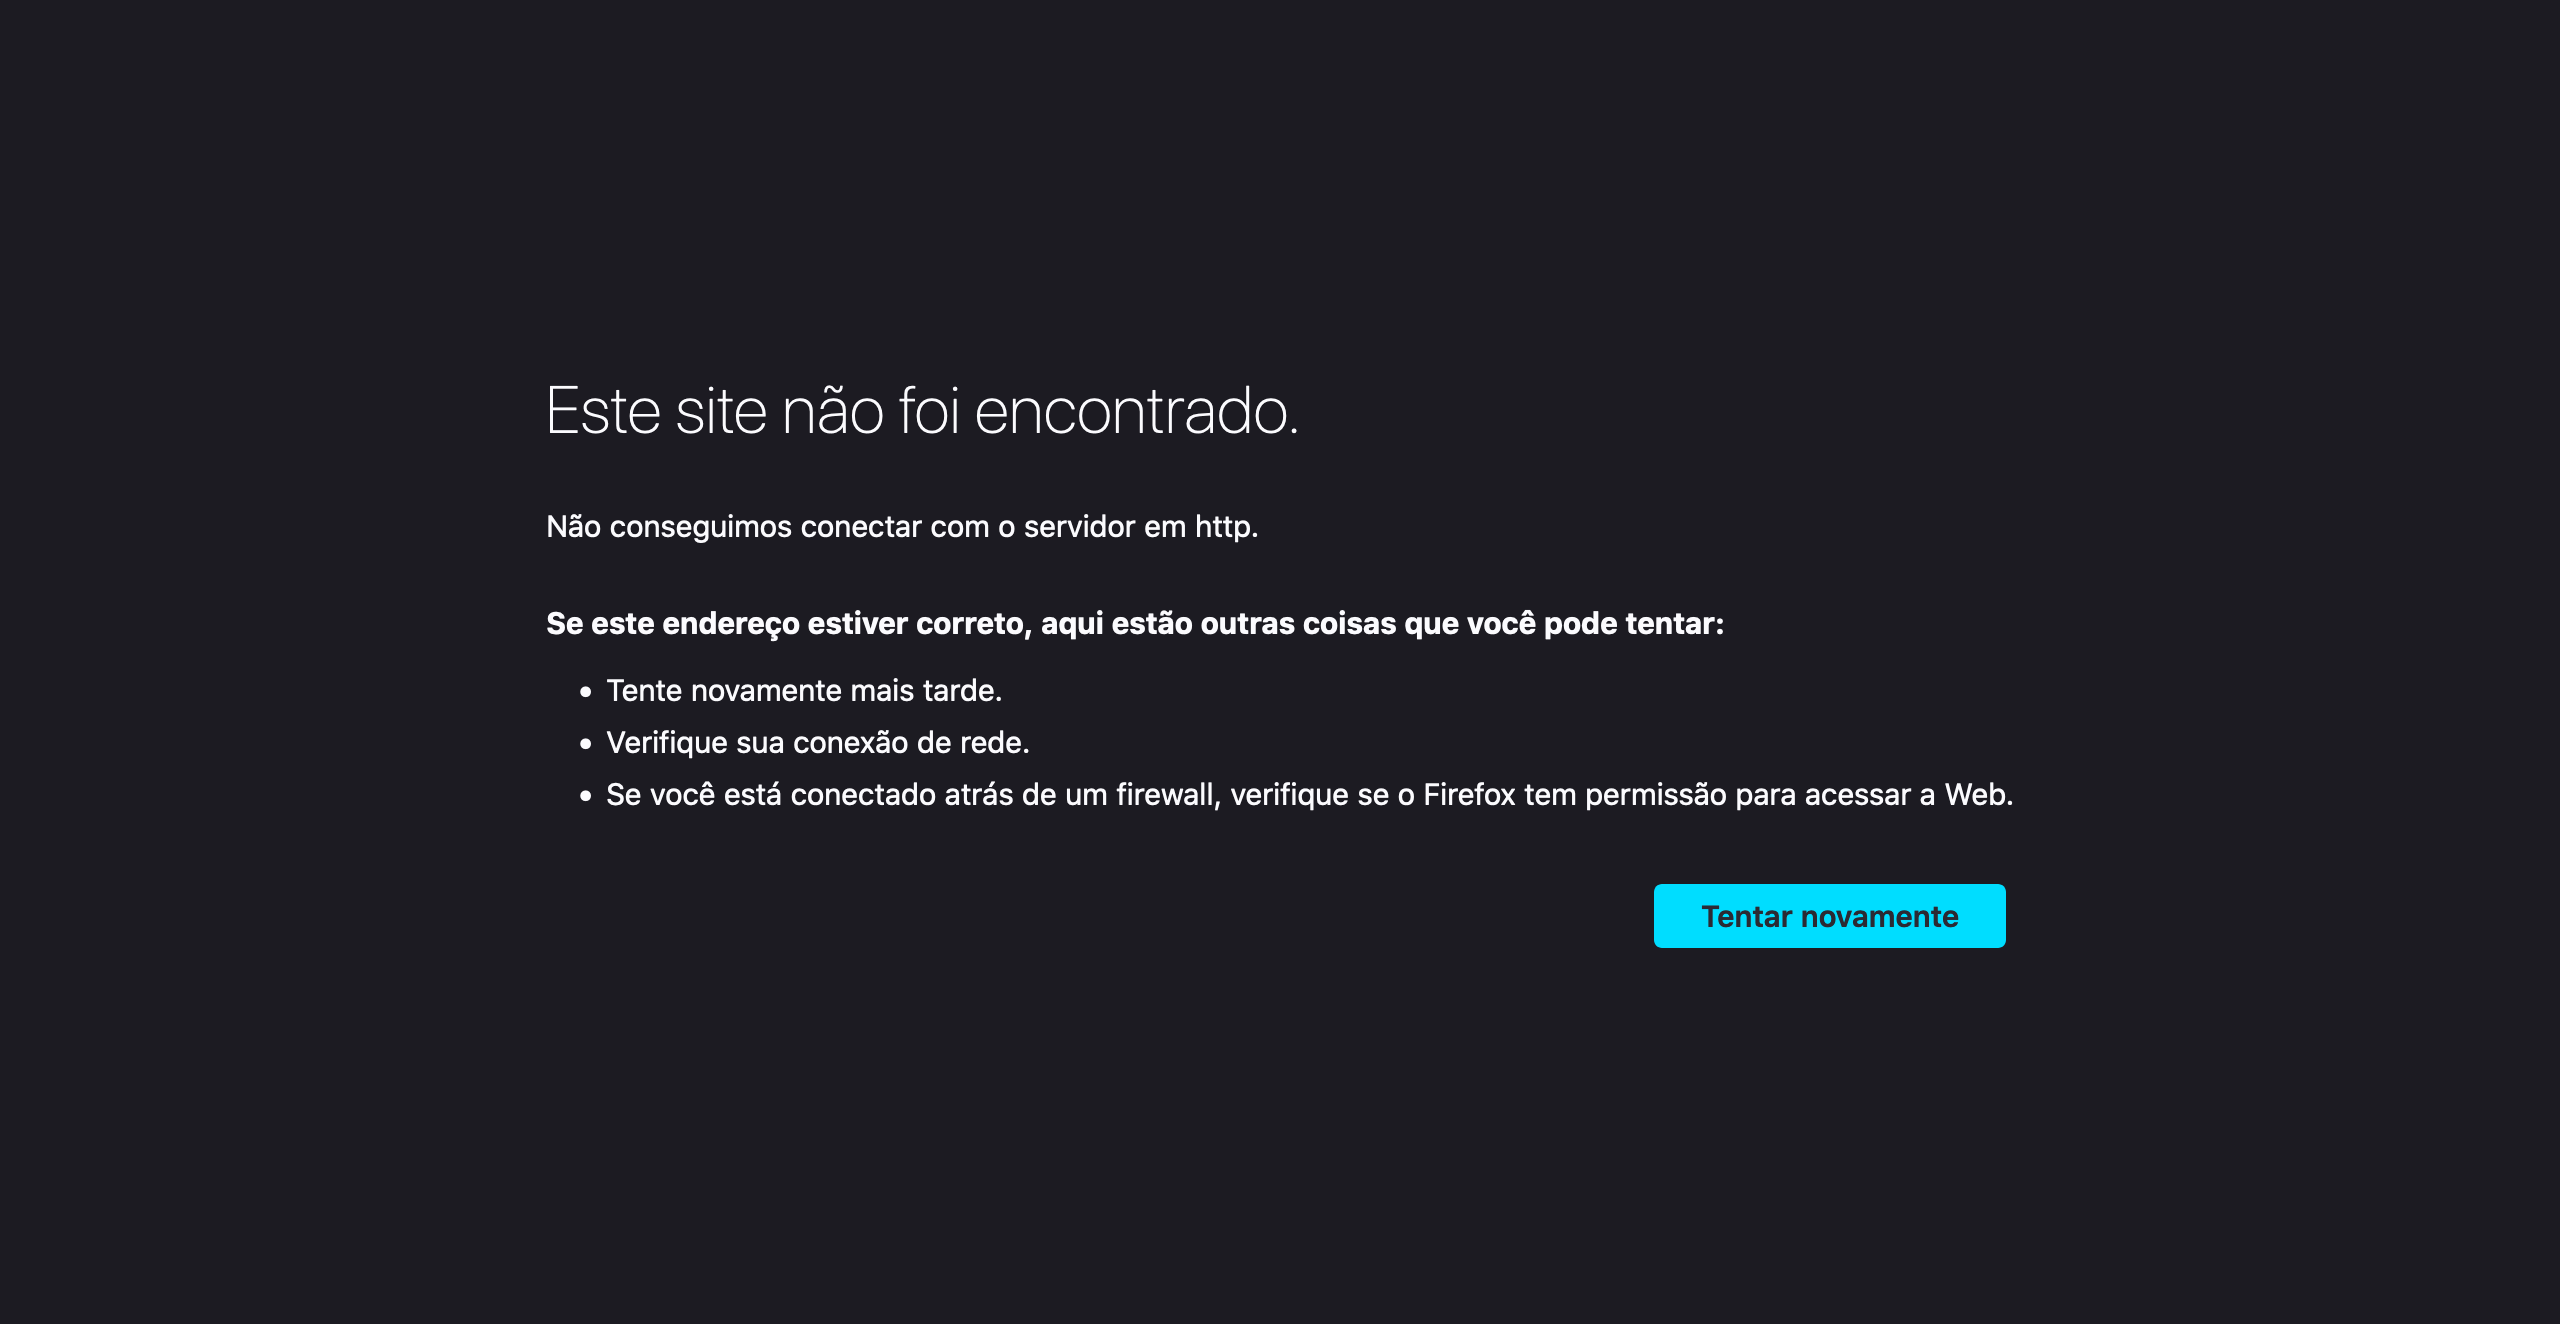 Este site não foi encontrado.
Não conseguimos conectar com o servidor em http.
Se este endereço estiver correto, aqui estão outras coisas que você pode tentar:
• Tente novamente mais tarde.
• Verifique sua conexão de rede.
• Se você está conectado atrás de um firewall, verifique se o Firefox tem permissão para acessar a Web.
Tentar novamente